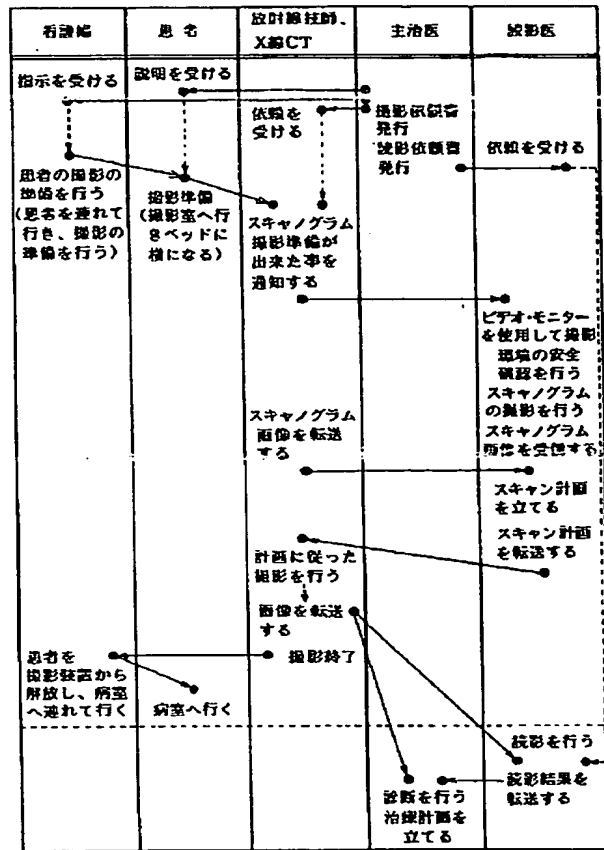 看護婦
患者
放射線技師、
X線CT
主治医
読影医
指示を受ける
説明を受ける
依頼を
受ける
撮影依頼書
発行
読影依頼書
発行
依頼を受ける
患者の撮影の
準備を行う
(患者を連れて
行き、撮影の
準備を行う)
撮影準備
(撮影室へ行
きベッドに
横になる)
スキャノグラム
撮影準備が
出来た事を
通知する
ビデオ・モニター
を使用して撮影
環境の安全
確認を行う
スキャノグラム
の撮影を行う
スキャノグラム
画像を転送
する
スキャノグラム
画像を受信する
スキャン計画
を立てる
スキャン計画
を転送する
計画に従った
撮影を行う
画像を転送
する
撮影終了
患者を
撮影装置から
解放し、病室
へ連れて行く
病室へ行く
読影を行う
読影結果を
転送する
診断を行う
治療計画を
立てる